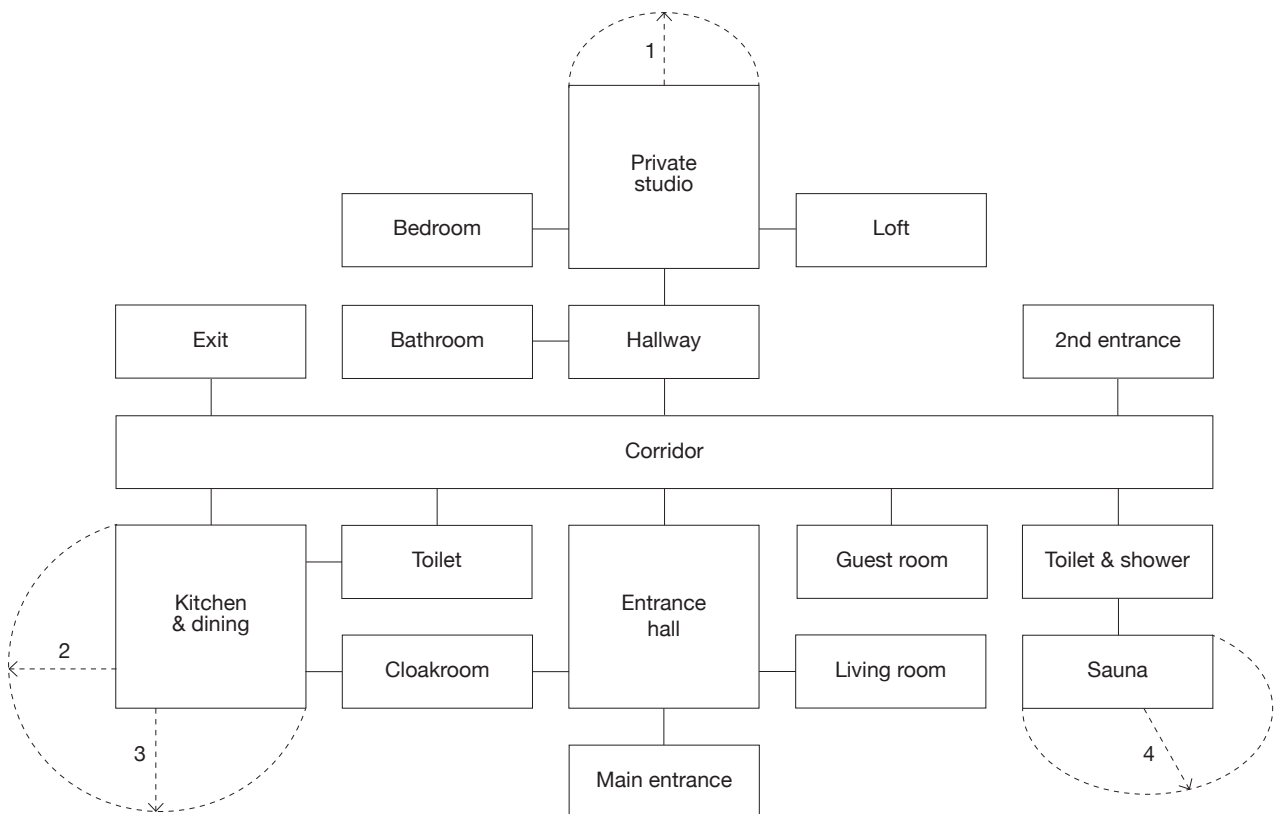 1
Private
studio
Bedroom
Loft
Exit
Bathroom
Hallway
2nd entrance
Corridor
Toilet
Guest room
Toilet & shower
Kitchen
& dining
Entrance
hall
2
Cloakroom
Living room
Sauna
3
4
Main entrance